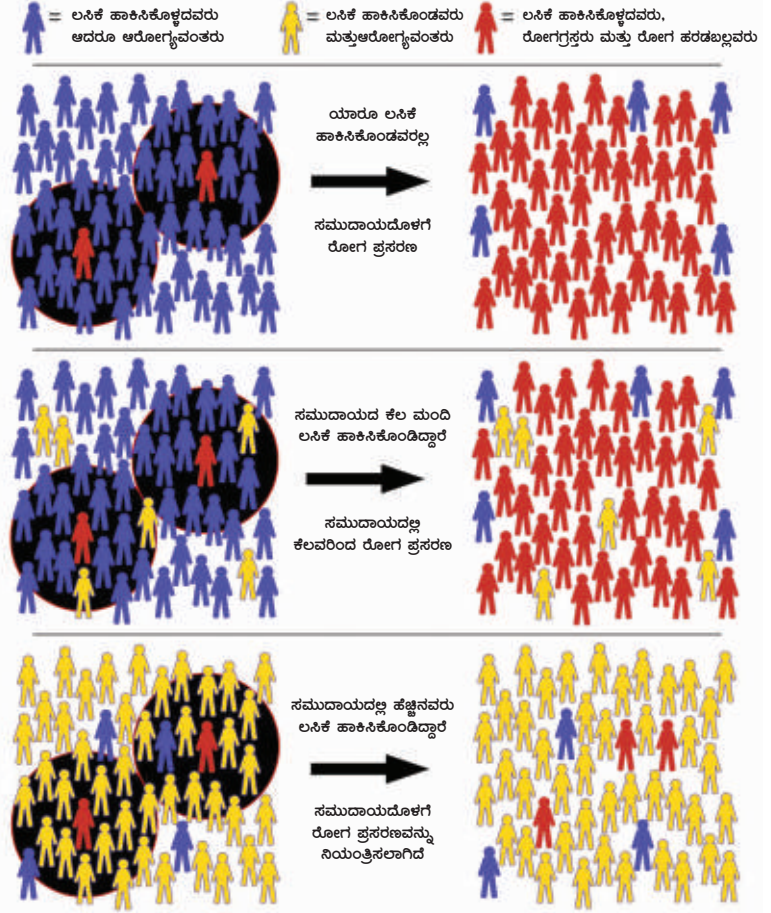 = ಲಸಿಕೆ ಹಾಕಿಸಿಕೊಳ್ಳದವರು
ಆದರೂ ಆರೋಗ್ಯವಂತರು
= ಲಸಿಕೆ ಹಾಕಿಸಿಕೊಂಡವರು
ಮತ್ತುಆರೋಗ್ಯವಂತರು
= ಲಸಿಕೆ ಹಾಕಿಸಿಕೊಳ್ಳದವರು,
ರೋಗಗ್ರಸ್ತರು ಮತ್ತು ರೋಗ ಹರಡಬಲ್ಲವರು
ಯಾರೂ ಲಸಿಕೆ
ಹಾಕಿಸಿಕೊಂಡವರಲ್ಲ
ಸಮುದಾಯದೊಳಗೆ
ರೋಗ ಪ್ರಸರಣ
ಸಮುದಾಯದ ಕೆಲ ಮಂದಿ
ಲಸಿಕೆ ಹಾಕಿಸಿಕೊಂಡಿದ್ದಾರೆ
ಸಮುದಾಯದಲ್ಲಿ
ಕೆಲವರಿಂದ ರೋಗ ಪ್ರಸರಣ
ಸಮುದಾಯದಲ್ಲಿ ಹೆಚ್ಚಿನವರು
ಲಸಿಕೆ ಹಾಕಿಸಿಕೊಂಡಿದ್ದಾರೆ
ಸಮುದಾಯದೊಳಗೆ
ರೋಗ ಪ್ರಸರಣವನ್ನು
ನಿಯಂತ್ರಿಸಲಾಗಿದೆ